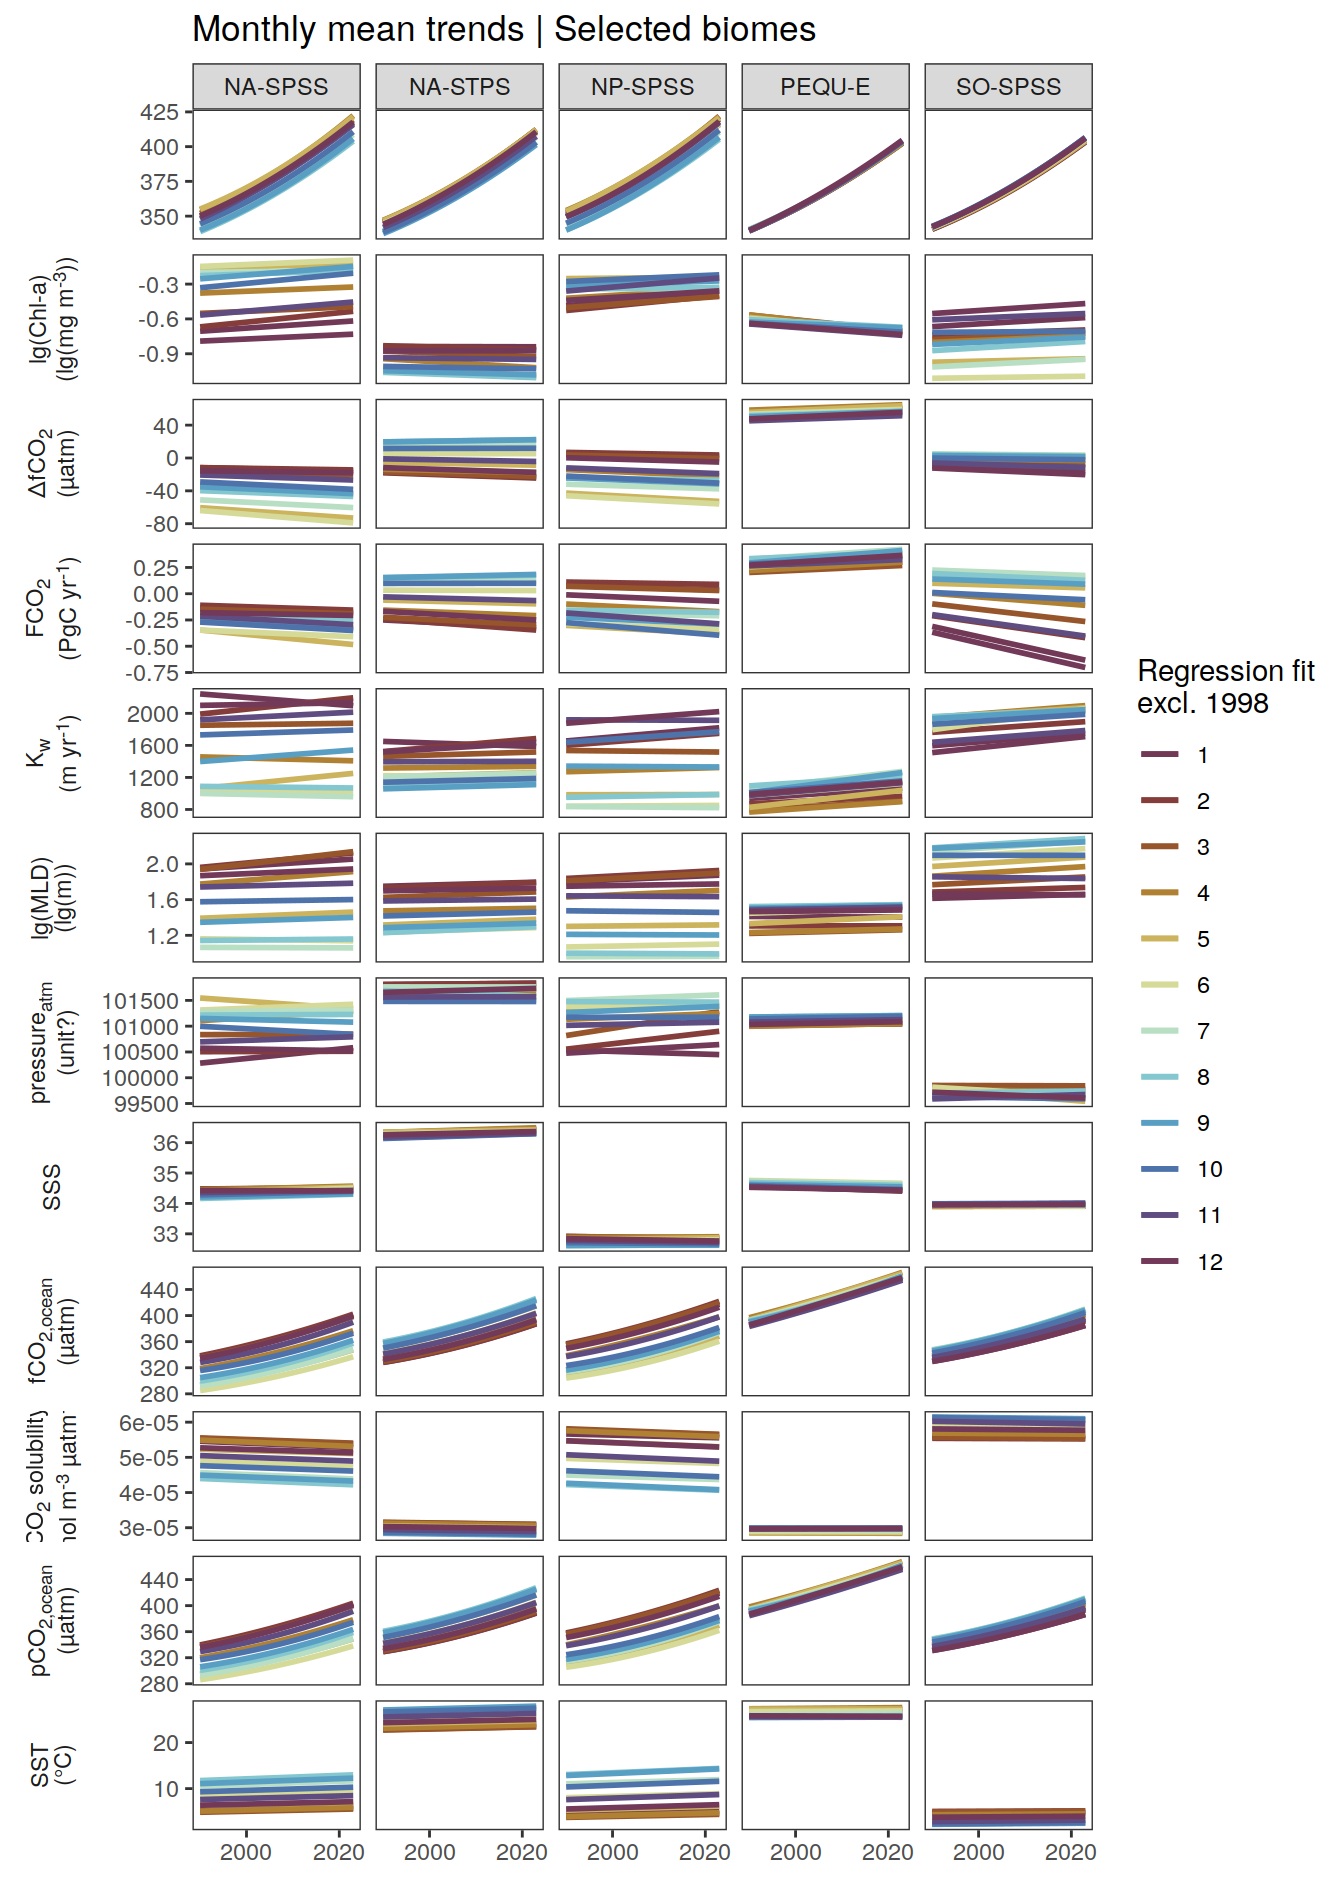 Monthly mean trends | Selected biomes
NA-SPSS NA-STPS NP-SPSS PEQU-E SO-SPSS
425
400
375
350
lg(Chl-a)
(lg(mg m⁻³))
-0.3
-0.6
-0.9
ΔfCO₂
(µatm)
40
0
-40
-80
FCO₂
(PgC yr⁻¹)
0.25
0.00
-0.25
-0.50
-0.75
K_w
(m yr⁻¹)
2000
1600
1200
800
lg(MLD)
(lg(m))
2.0
1.6
1.2
pressure_atm
(unit?)
101500
101000
100500
100000
99500
SSS
36
35
34
33
fCO₂,ocean
(µatm)
440
400
360
320
280
CO₂ solubility
m⁻³ µatm⁻
6e-05
5e-05
4e-05
3e-05
pCO₂,ocean
(µatm)
440
400
360
320
280
SST
(°C)
20
10
2000 2020 2000 2020 2000 2020 2000 2020 2000 2020
Regression fit
excl. 1998
1
2
3
4
5
6
7
8
9
10
11
12